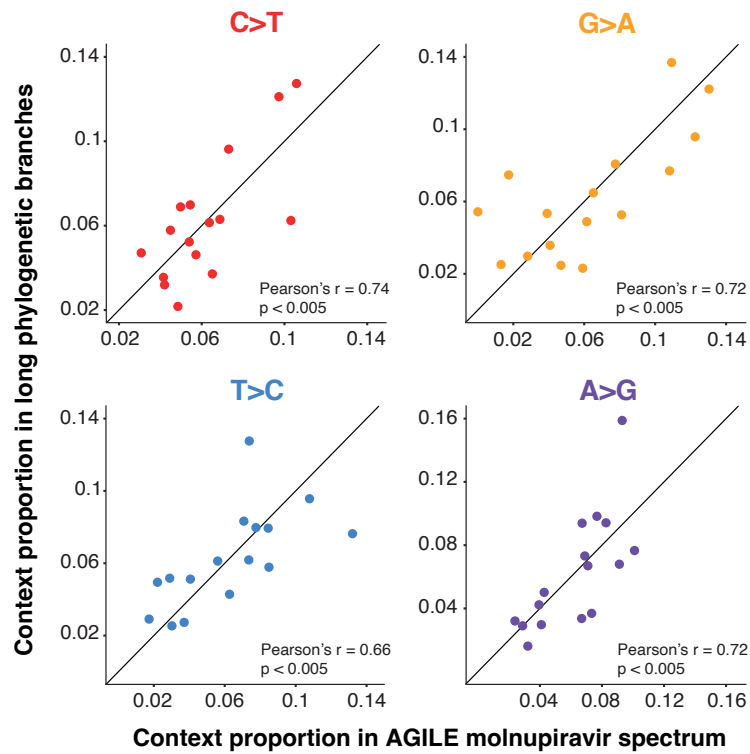 C>T
G>A
Context proportion in long phylogenetic branches
0.14
0.1
0.06
0.02
Pearson's r = 0.74
p < 0.005
0.02 0.06 0.1 0.14
0.14
0.1
0.06
0.02
Pearson's r = 0.72
p < 0.005
0.02 0.06 0.1 0.14
T>C
A>G
0.14
0.1
0.06
0.02
Pearson's r = 0.66
p < 0.005
0.02 0.06 0.1 0.14
0.16
0.12
0.08
0.04
Pearson's r = 0.72
p < 0.005
0.04 0.08 0.12 0.16
Context proportion in AGILE molnupiravir spectrum